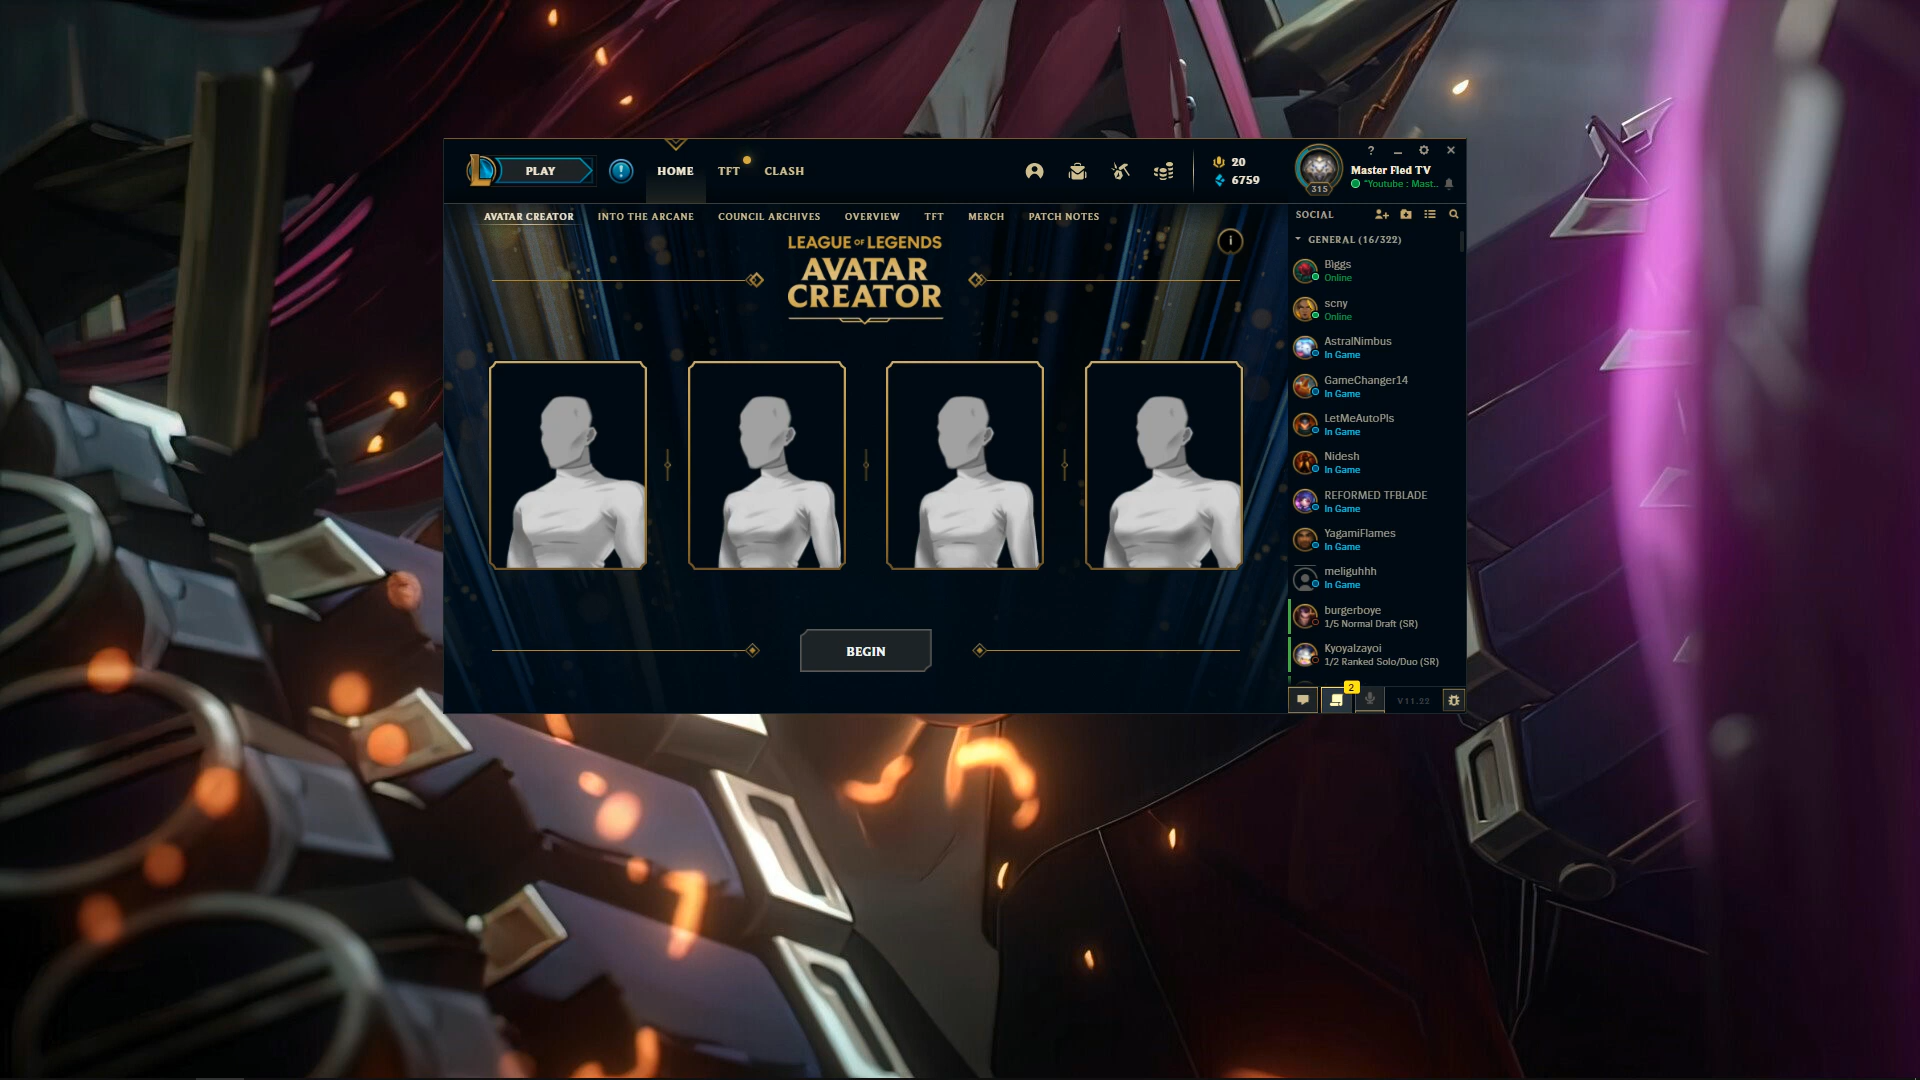 PLAY
HOME
TFT
CLASH
20
6759
315
Master Fled TV
"Youtube : Mast..
AVATAR CREATOR
INTO THE ARCANE
COUNCIL ARCHIVES
OVERVIEW
TFT
MERCH
PATCH NOTES
LEAGUE OF LEGENDS
AVATAR
CREATOR
BEGIN
SOCIAL
GENERAL (16/322)
Biggs
Online
scny
Online
AstralNimbus
In Game
GameChanger14
In Game
LetMeAutoPls
In Game
Nidesh
In Game
REFORMED TFBLADE
In Game
YagamiFlames
In Game
meliguhhh
In Game
burgerboye
1/5 Normal Draft (SR)
KyoyaIzayoi
1/2 Ranked Solo/Duo (SR)
2
V11.22